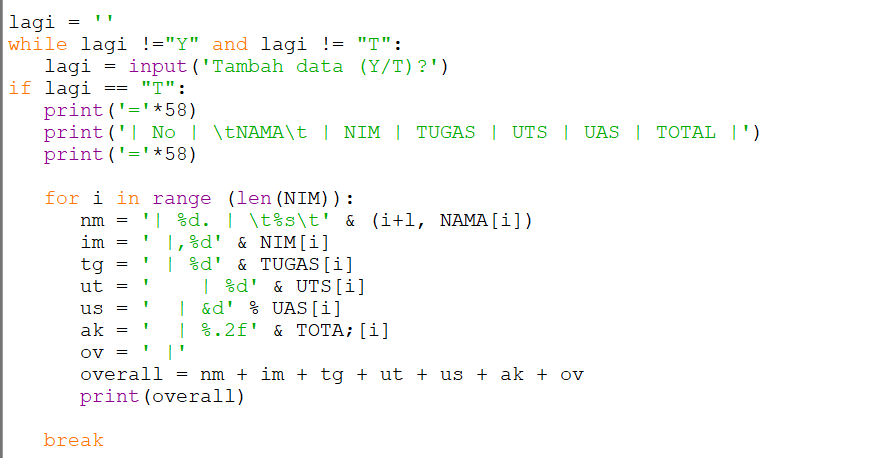 lagi = ''
while lagi !="Y" and lagi != "T":
   lagi = input('Tambah data (Y/T)?')
if lagi == "T":
   print('='*58)
   print('| No | \tNAMA\t | NIM | TUGAS | UTS | UAS | TOTAL |')
   print('='*58)

   for i in range (len(NIM)):
      nm = '| %d. | \t%s\t' & (i+1, NAMA[i])
      im = ' |,%d' & NIM[i]
      tg = ' | %d' & TUGAS[i]
      ut = '    | %d' & UTS[i]
      us = '  | &d' % UAS[i]
      ak = '  | %.2f' & TOTA;[i]
      ov = ' |'
      overall = nm + im + tg + ut + us + ak + ov
      print(overall)

   break